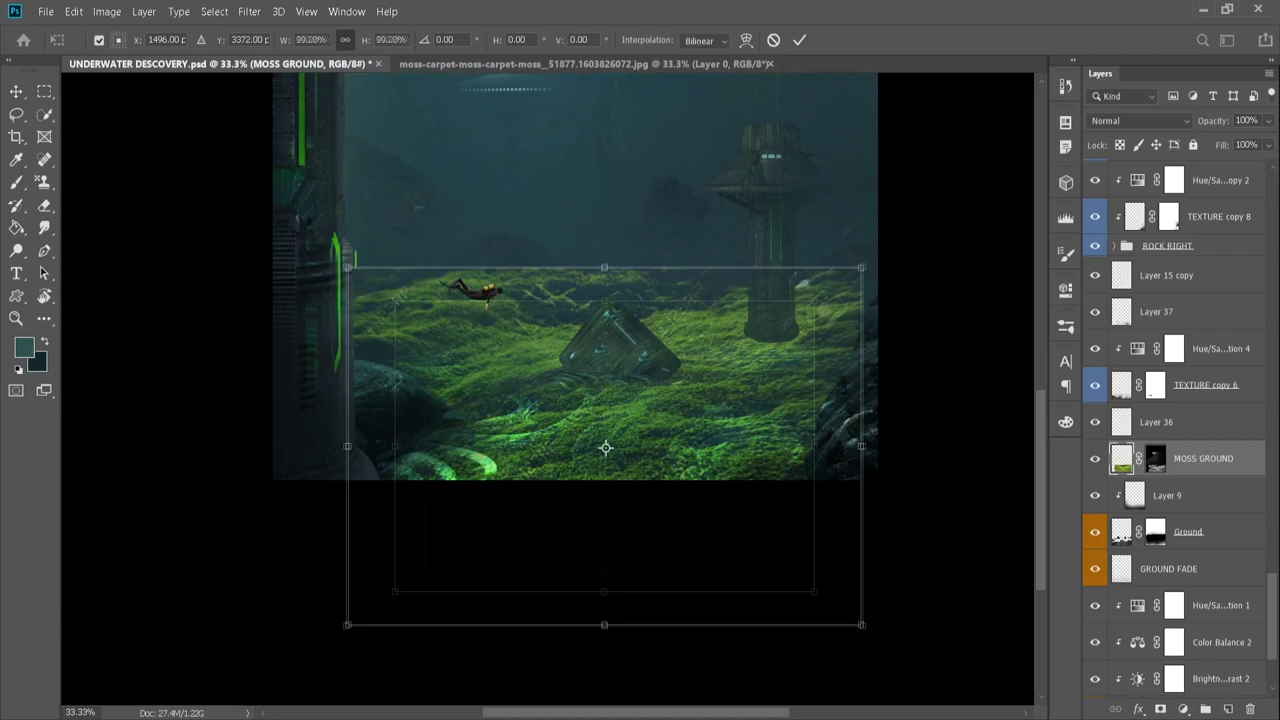 Ps File Edit Image Layer Type Select Filter 3D View Window Help
X: 1496.00 p Y: 3372.00 p W: 99.28% H: 99.28% 0.00 ° H: 0.00 ° V: 0.00 ° Interpolation: Bilinear
UNDERWATER DESCOVERY.psd @ 33.3% (MOSS GROUND, RGB/8#) * × moss-carpet-moss-carpet-moss__51877.1603826072.jpg @ 33.3% (Layer 0, RGB/8*)×
Layers
Kind
Normal Opacity: 100%
Lock: Fill: 100%
Hue/Sa...opy 2
TEXTURE copy 8
ROCK RIGHT
Layer 15 copy
Layer 37
Hue/Sa...tion 4
TEXTURE copy 6
Layer 36
MOSS GROUND
Layer 9
Ground
GROUND FADE
Hue/Sa...tion 1
Color Balance 2
Brightn...rast 2
33.33% Doc: 27.4M/1.22G